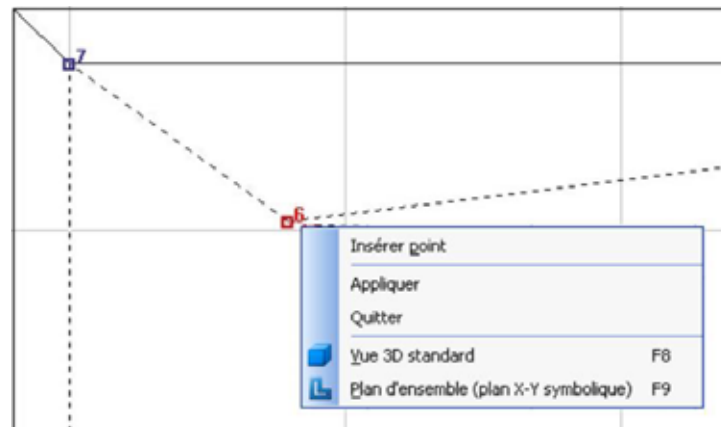 7
6
Insérer point
Appliquer
Quitter
Vue 3D standard F8
Plan d'ensemble (plan X-Y symbolique) F9